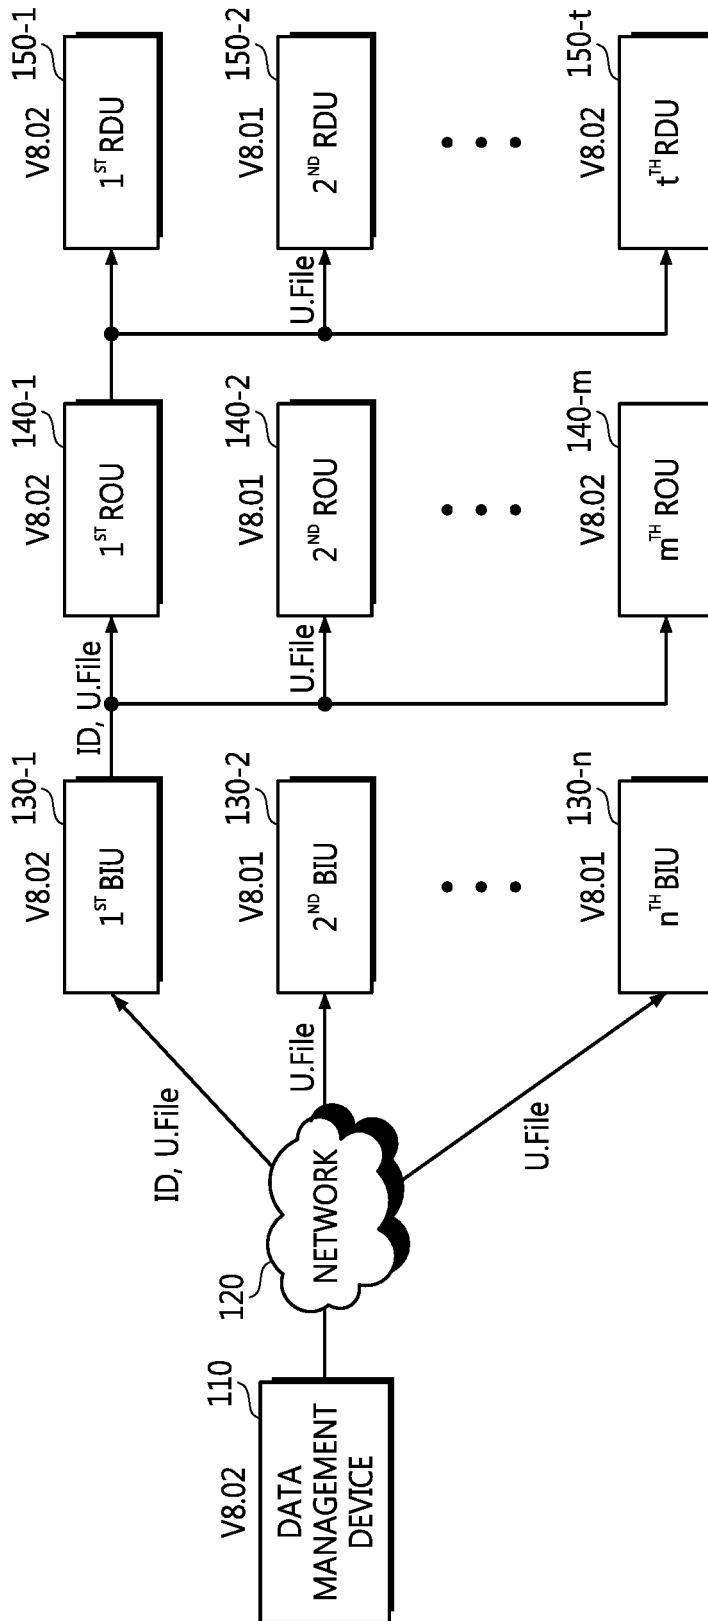 V8.02
110
DATA
MANAGEMENT
DEVICE
120
NETWORK
ID, U.File
U.File
U.File
V8.02
130-1
1ST BIU
V8.01
130-2
2ND BIU
V8.01
130-n
nTH BIU
ID, U.File
U.File
V8.02
140-1
1ST ROU
V8.01
140-2
2ND ROU
V8.02
140-m
mTH ROU
U.File
V8.02
150-1
1ST RDU
V8.01
150-2
2ND RDU
V8.02
150-t
tTH RDU